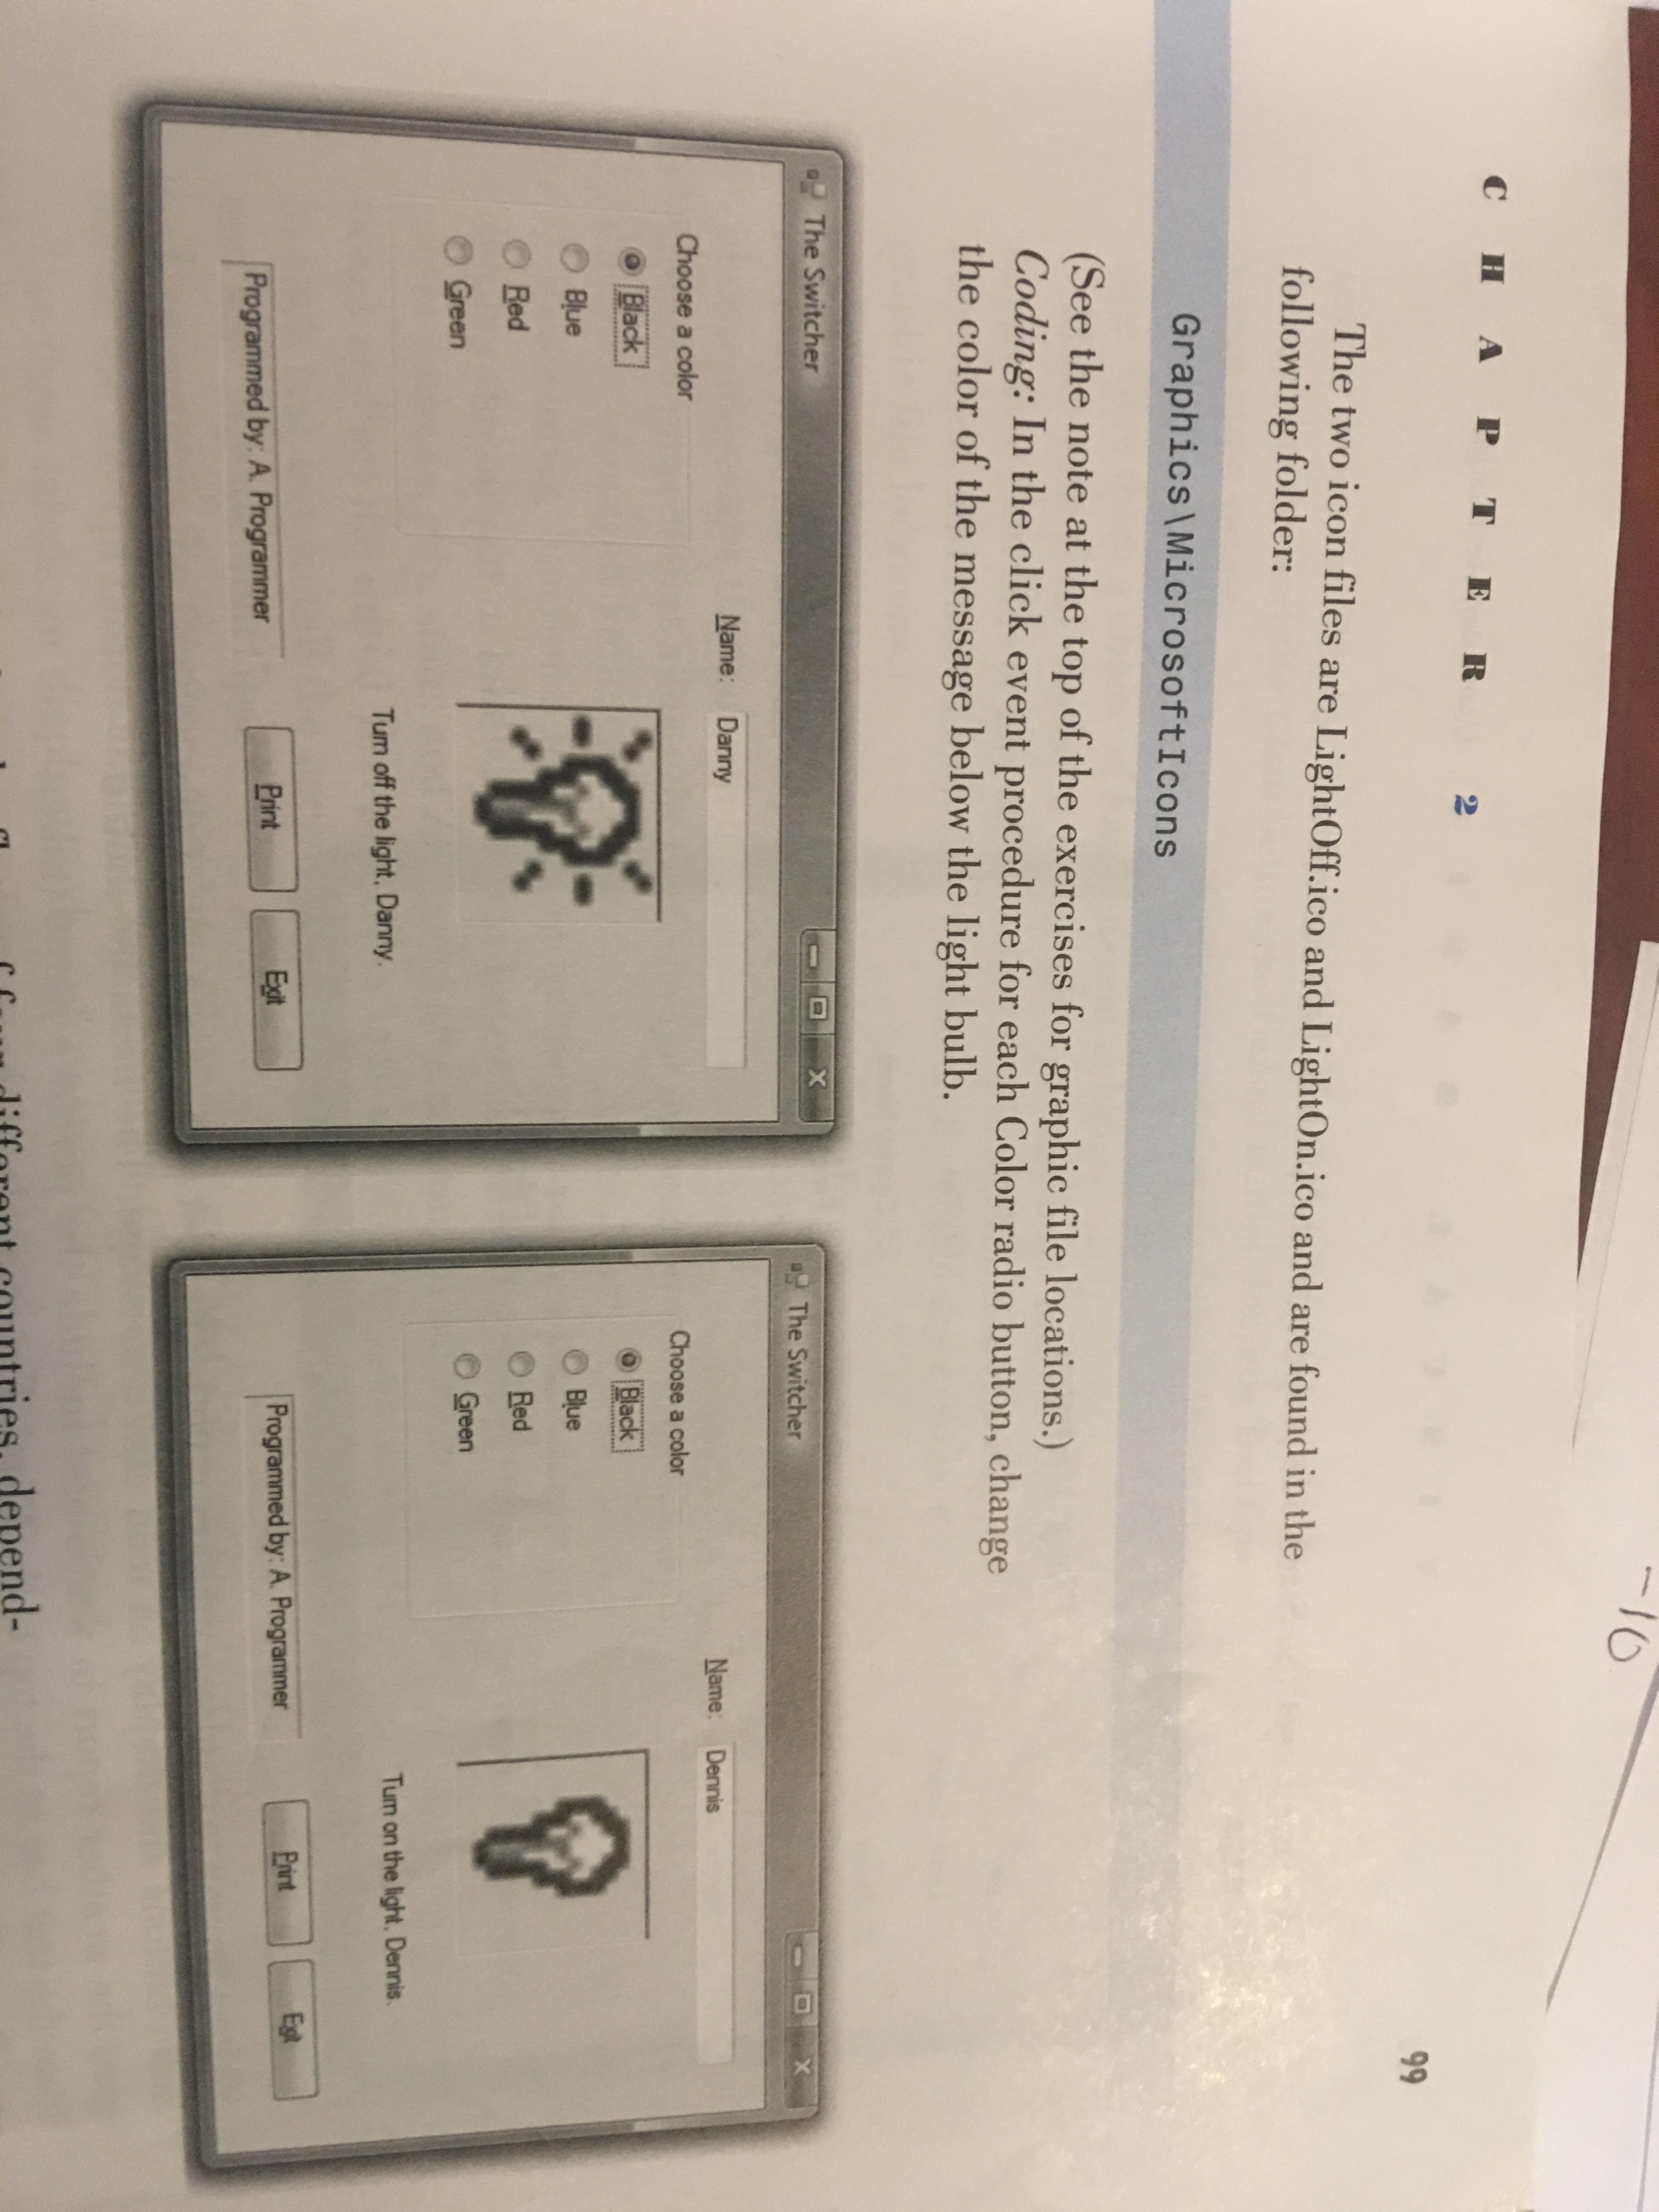 CHAPTER 2
99
The two icon files are LightOff.ico and LightOn.ico and are found in the
following folder:
Graphics\MicrosoftIcons
(See the note at the top of the exercises for graphic file locations.)
Coding: In the click event procedure for each Color radio button, change
the color of the message below the light bulb.
The Switcher
Name: Danny
Choose a color
Black
Blue
Red
Green
Turn off the light, Danny.
Programmed by: A. Programmer
Print
Exit
The Switcher
Name: Dennis
Choose a color
Black
Blue
Red
Green
Turn on the light, Dennis.
Programmed by: A. Programmer
Print
Exit
different countries, depend-
-10